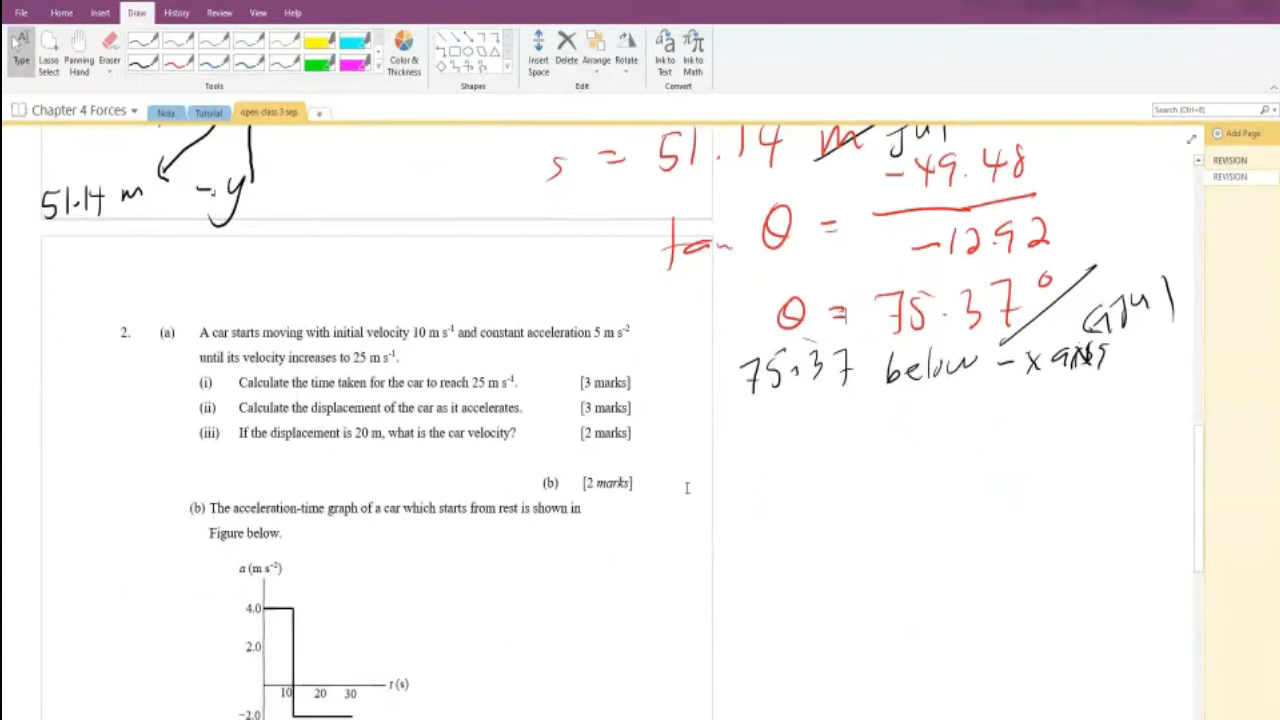 File Home Insert Draw History Review View Help
Type Lasso Select Panning Hand Eraser Color & Thickness Insert Space Delete Arrange Rotate Ink to Text Ink to Math
Tools Shapes Edit Convert
Chapter 4 Forces Nota Tutorial open class 3 sep Search (Ctrl+E)
Add Page
REVISION
REVISION
51.14 m -y
s = 51.14 m
tan θ = -49.48 / -12.92
θ = 75.37°
75.37 below -x axis
2. (a) A car starts moving with initial velocity 10 m s⁻¹ and constant acceleration 5 m s⁻²
until its velocity increases to 25 m s⁻¹.
(i) Calculate the time taken for the car to reach 25 m s⁻¹. [3 marks]
(ii) Calculate the displacement of the car as it accelerates. [3 marks]
(iii) If the displacement is 20 m, what is the car velocity? [2 marks]
(b) [2 marks]
(b) The acceleration-time graph of a car which starts from rest is shown in
Figure below.
a (m s⁻²)
4.0
2.0
10 20 30 t (s)
-2.0